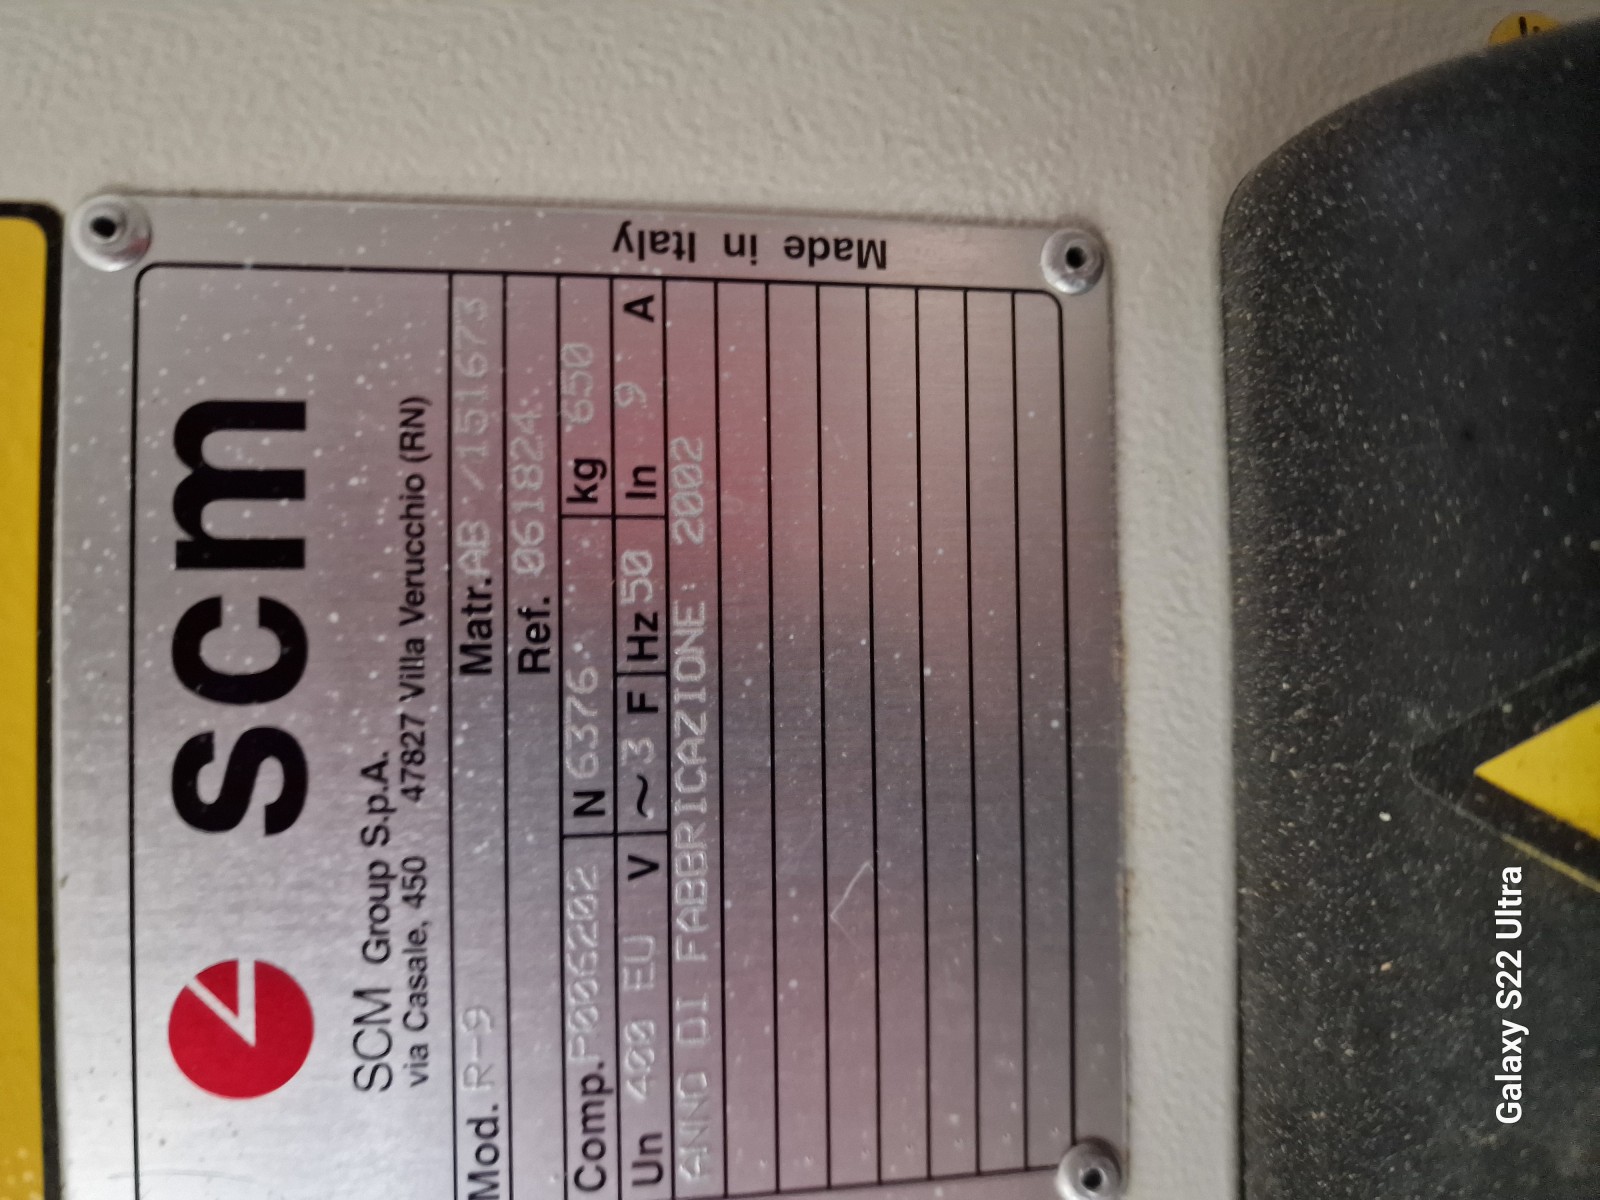 scm
SCM Group S.p.A.
via Casale, 450 47827 Villa Verucchio (RN)
Mod. R-9 Matr. AB /151673
Ref. 061824
Comp. P006202 N 6376 kg 650
Un 400 EU V ~ 3 F Hz 50 In 9 A
ANNO DI FABBRICAZIONE: 2002
Made in Italy
Galaxy S22 Ultra